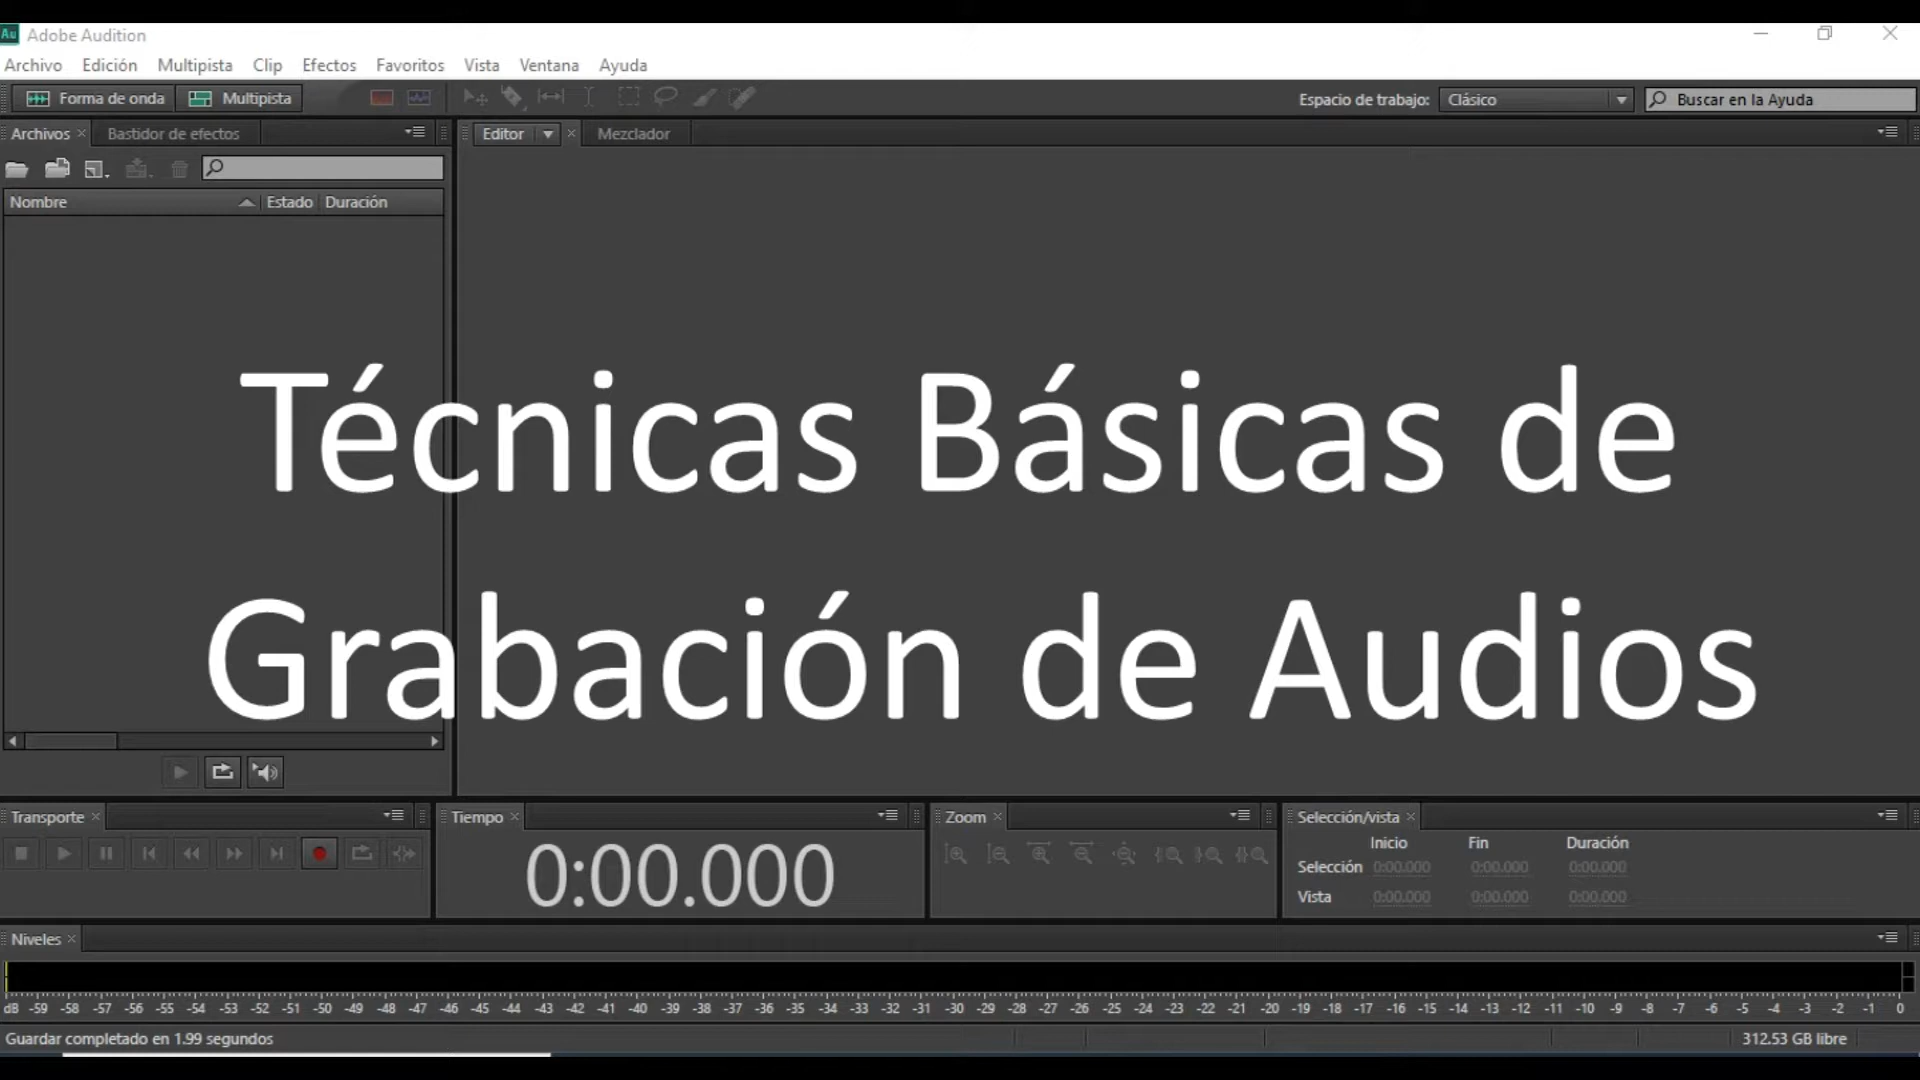 Au Adobe Audition
Archivo Edición Multipista Clip Efectos Favoritos Vista Ventana Ayuda
Forma de onda Multipista Espacio de trabajo: Clásico Buscar en la Ayuda
Archivos Bastidor de efectos Editor Mezclador
Nombre Estado Duración
Técnicas Básicas de
Grabación de Audios
Transporte Tiempo Zoom Selección/vista
Inicio Fin Duración
0:00.000
Selección 0:00.000 0:00.000 0:00.000
Vista 0:00.000 0:00.000 0:00.000
Niveles
dB -59 -58 -57 -56 -55 -54 -53 -52 -51 -50 -49 -48 -47 -46 -45 -44 -43 -42 -41 -40 -39 -38 -37 -36 -35 -34 -33 -32 -31 -30 -29 -28 -27 -26 -25 -24 -23 -22 -21 -20 -19 -18 -17 -16 -15 -14 -13 -12 -11 -10 -9 -8 -7 -6 -5 -4 -3 -2 -1 0
Guardar completado en 1.99 segundos 312.53 GB libre